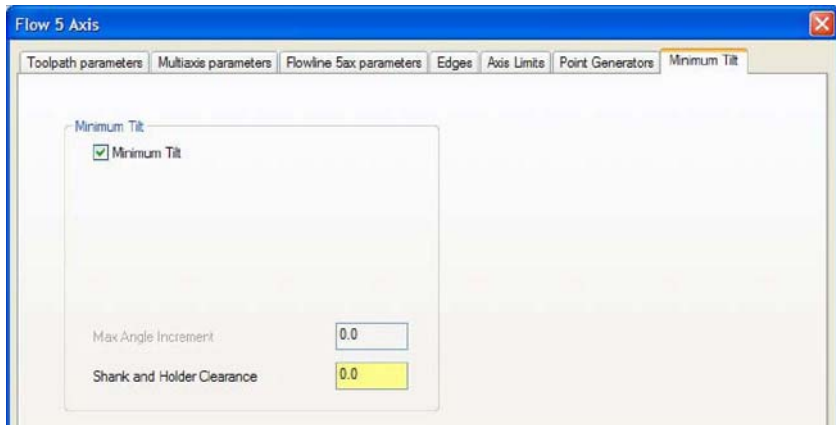 Flow 5 Axis
Toolpath parameters Multiaxis parameters Flowline 5ax parameters Edges Axis Limits Point Generators Minimum Tilt
Minimum Tilt
Minimum Tilt
Max Angle Increment 0.0
Shank and Holder Clearance 0.0